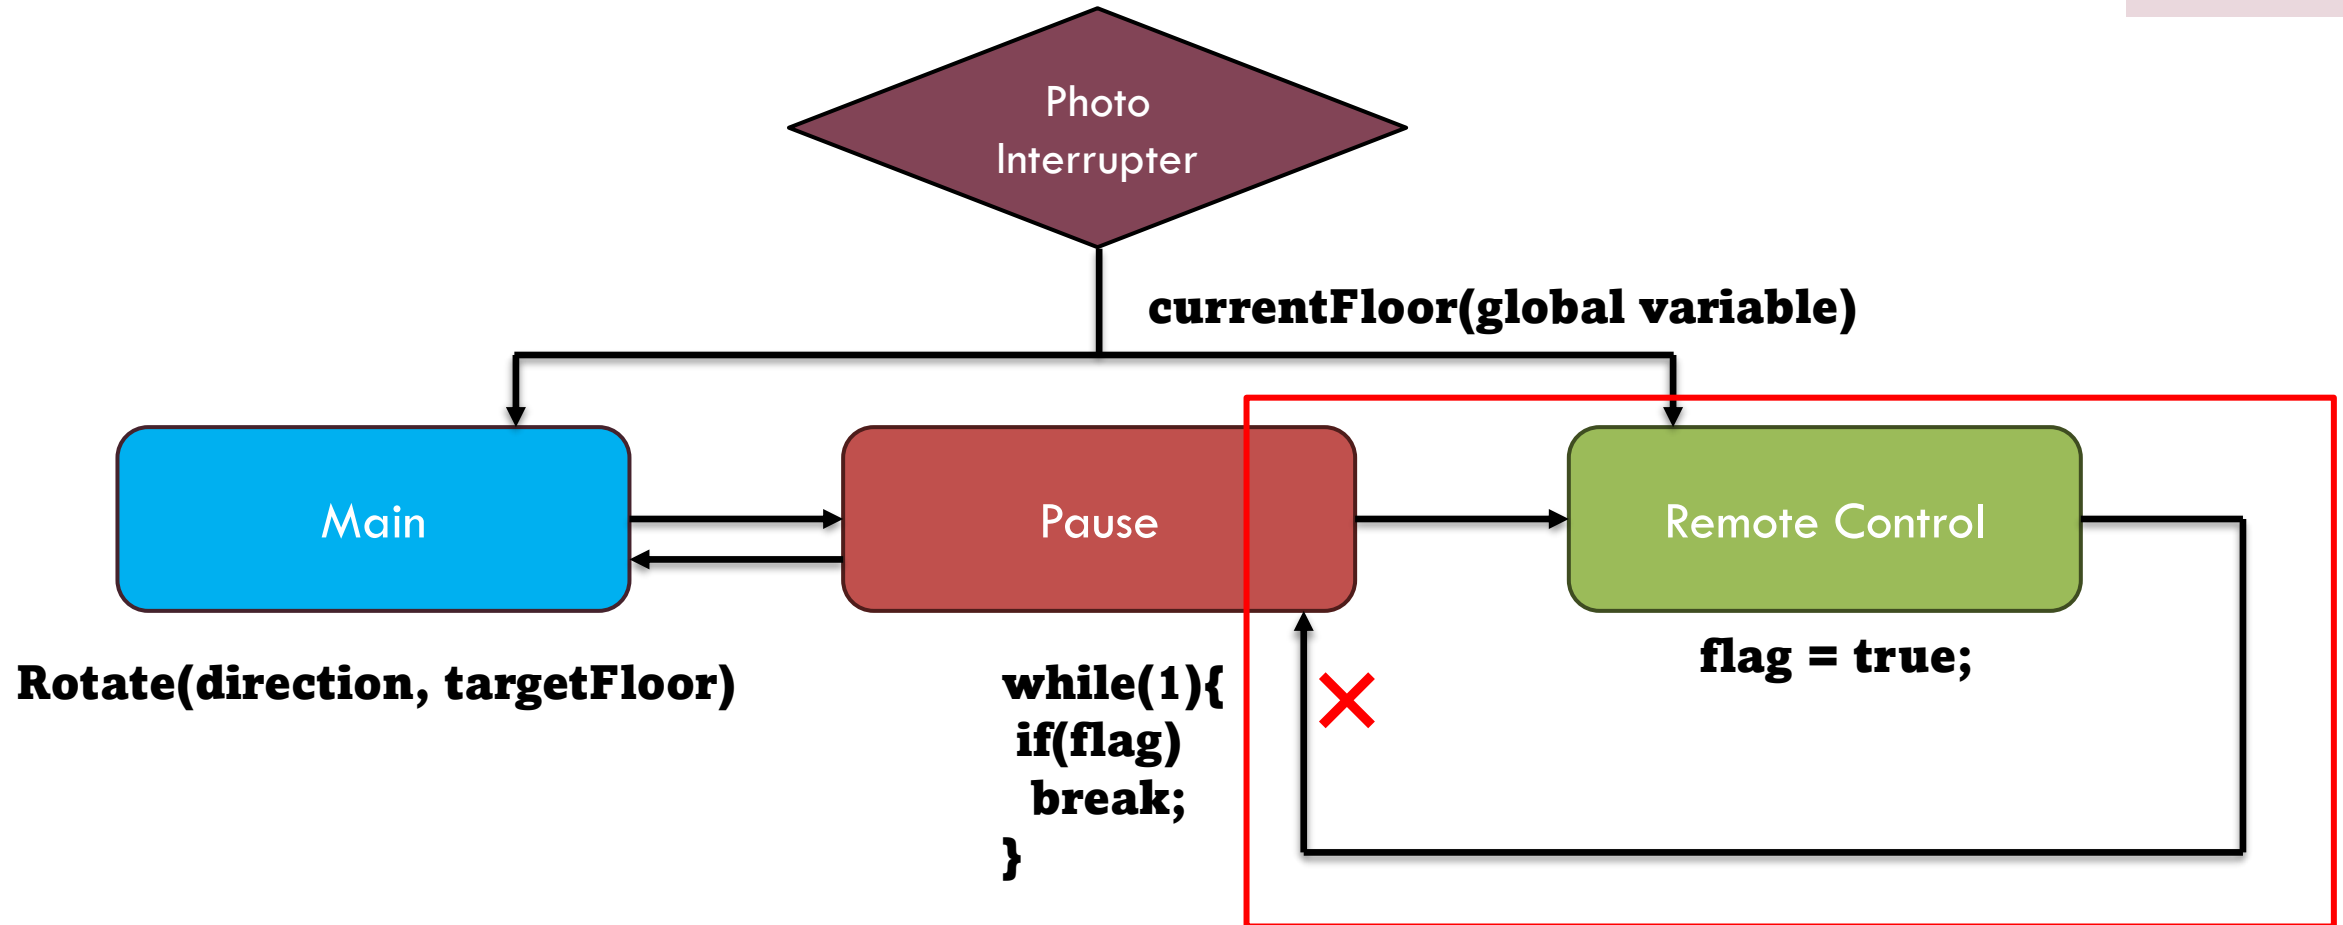 Photo
Interrupter
currentFloor(global variable)
Main
Pause
Remote Control
Rotate(direction, targetFloor)
while(1){
if(flag)
break;
}
flag = true;